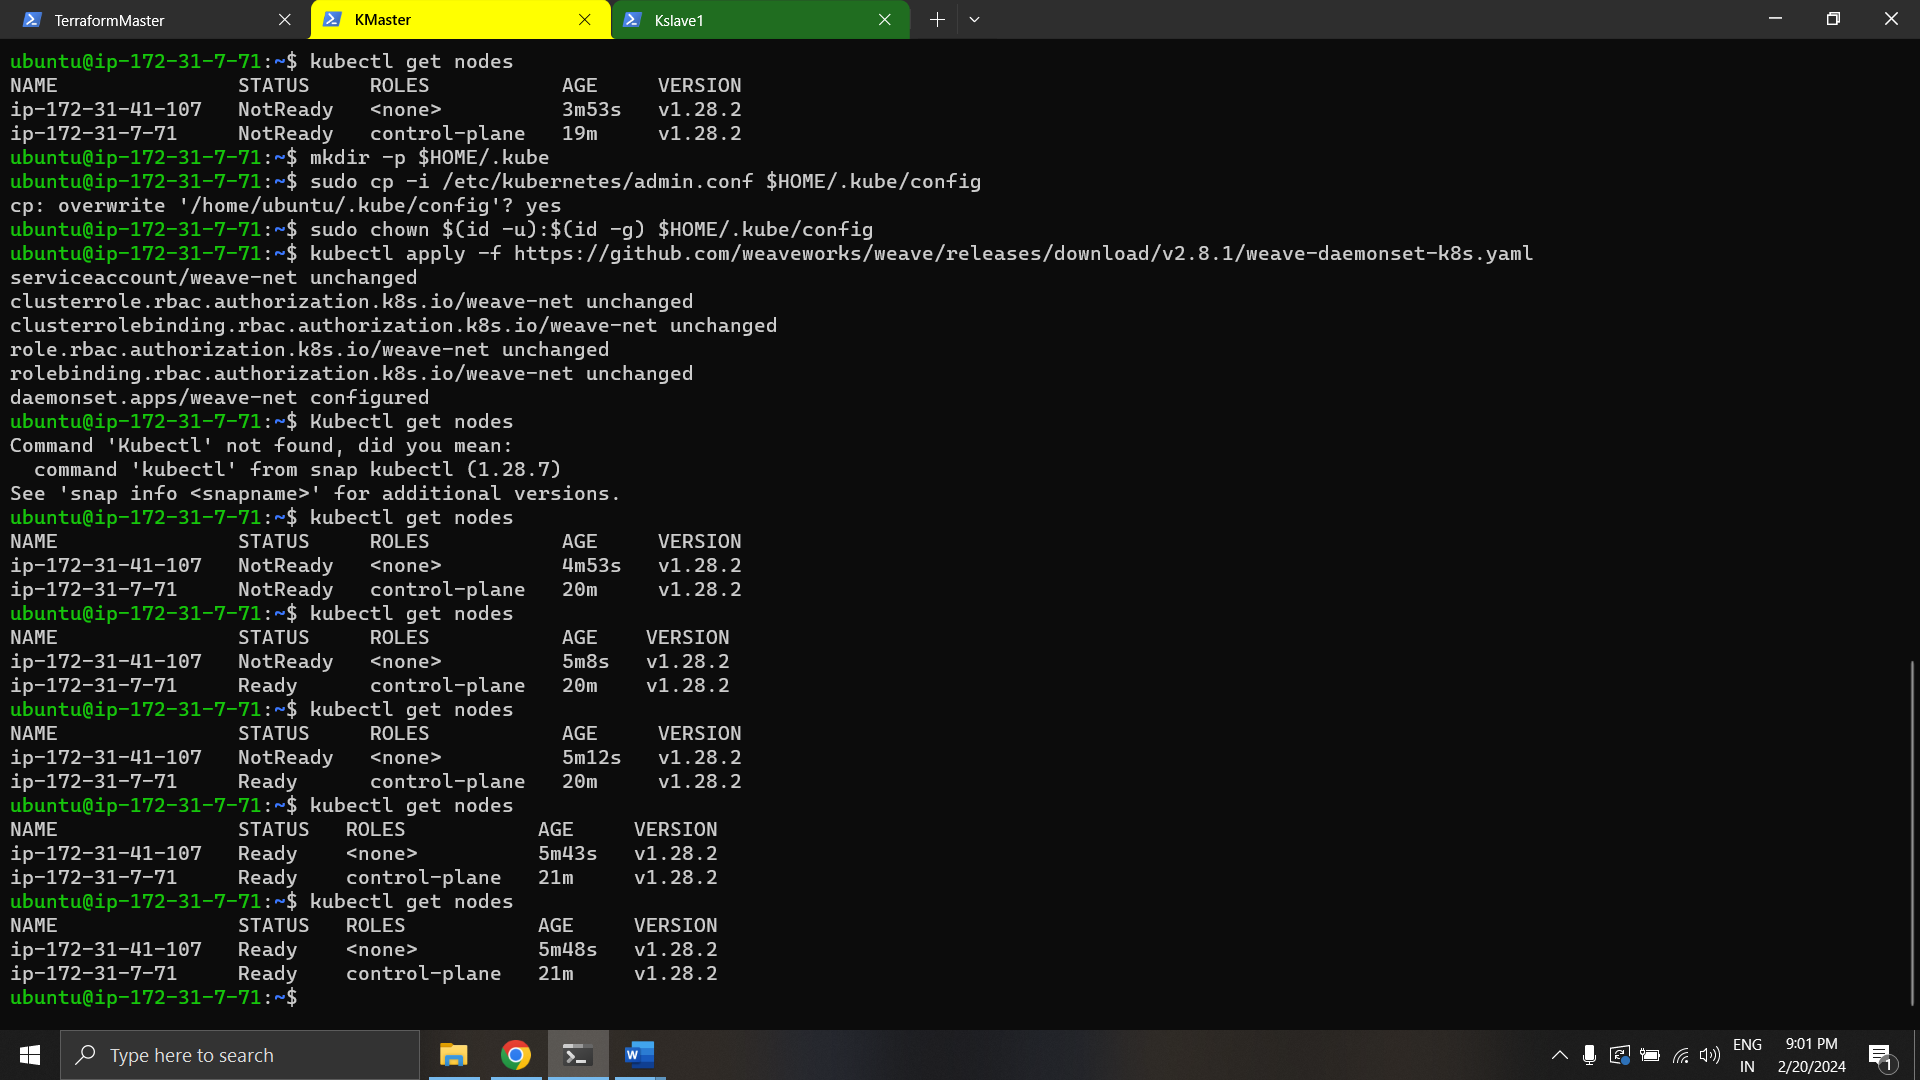 TerraformMaster KMaster Kslave1
ubuntu@ip-172-31-7-71:~$ kubectl get nodes
NAME STATUS ROLES AGE VERSION
ip-172-31-41-107 NotReady <none> 3m53s v1.28.2
ip-172-31-7-71 NotReady control-plane 19m v1.28.2
ubuntu@ip-172-31-7-71:~$ mkdir -p $HOME/.kube
ubuntu@ip-172-31-7-71:~$ sudo cp -i /etc/kubernetes/admin.conf $HOME/.kube/config
cp: overwrite '/home/ubuntu/.kube/config'? yes
ubuntu@ip-172-31-7-71:~$ sudo chown $(id -u):$(id -g) $HOME/.kube/config
ubuntu@ip-172-31-7-71:~$ kubectl apply -f https://github.com/weaveworks/weave/releases/download/v2.8.1/weave-daemonset-k8s.yaml
serviceaccount/weave-net unchanged
clusterrole.rbac.authorization.k8s.io/weave-net unchanged
clusterrolebinding.rbac.authorization.k8s.io/weave-net unchanged
role.rbac.authorization.k8s.io/weave-net unchanged
rolebinding.rbac.authorization.k8s.io/weave-net unchanged
daemonset.apps/weave-net configured
ubuntu@ip-172-31-7-71:~$ Kubectl get nodes
Command 'Kubectl' not found, did you mean:
command 'kubectl' from snap kubectl (1.28.7)
See 'snap info <snapname>' for additional versions.
ubuntu@ip-172-31-7-71:~$ kubectl get nodes
NAME STATUS ROLES AGE VERSION
ip-172-31-41-107 NotReady <none> 4m53s v1.28.2
ip-172-31-7-71 NotReady control-plane 20m v1.28.2
ubuntu@ip-172-31-7-71:~$ kubectl get nodes
NAME STATUS ROLES AGE VERSION
ip-172-31-41-107 NotReady <none> 5m8s v1.28.2
ip-172-31-7-71 Ready control-plane 20m v1.28.2
ubuntu@ip-172-31-7-71:~$ kubectl get nodes
NAME STATUS ROLES AGE VERSION
ip-172-31-41-107 NotReady <none> 5m12s v1.28.2
ip-172-31-7-71 Ready control-plane 20m v1.28.2
ubuntu@ip-172-31-7-71:~$ kubectl get nodes
NAME STATUS ROLES AGE VERSION
ip-172-31-41-107 Ready <none> 5m43s v1.28.2
ip-172-31-7-71 Ready control-plane 21m v1.28.2
ubuntu@ip-172-31-7-71:~$ kubectl get nodes
NAME STATUS ROLES AGE VERSION
ip-172-31-41-107 Ready <none> 5m48s v1.28.2
ip-172-31-7-71 Ready control-plane 21m v1.28.2
ubuntu@ip-172-31-7-71:~$
Type here to search
ENG 9:01 PM
IN 2/20/2024 1